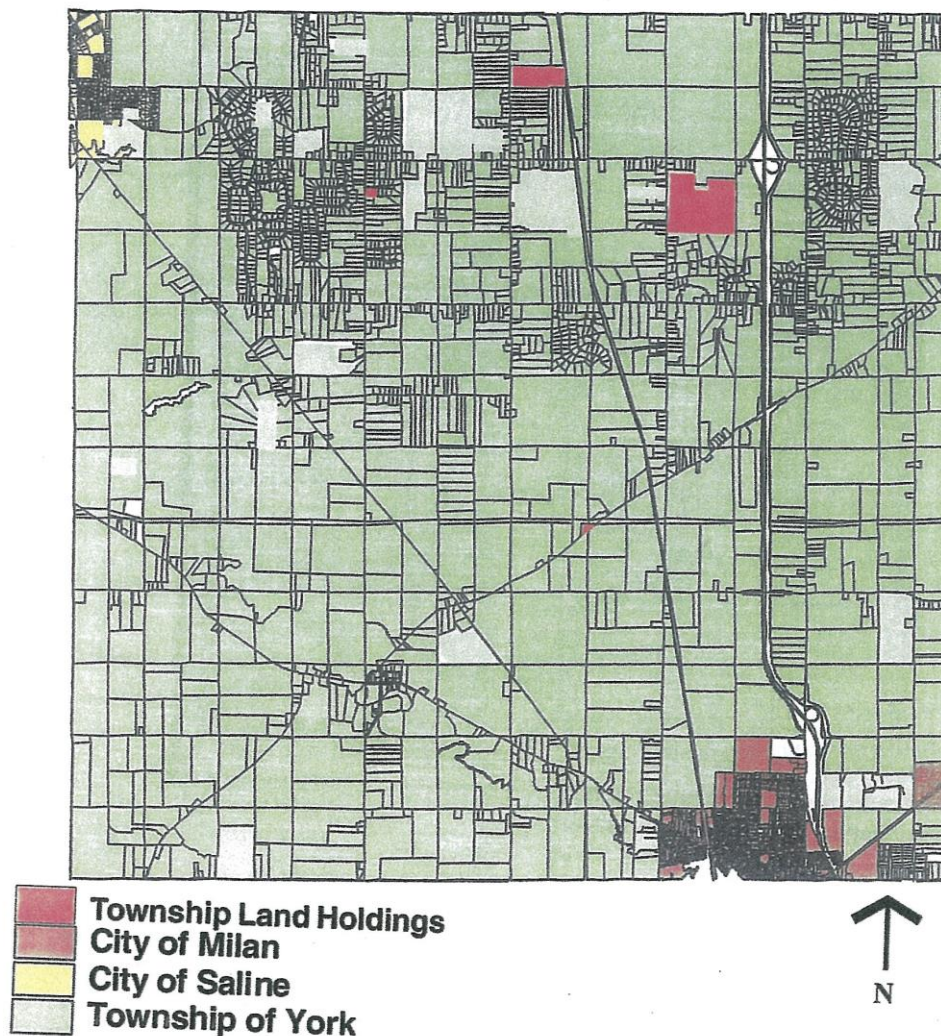 Township Land Holdings
City of Milan
City of Saline
Township of York
N